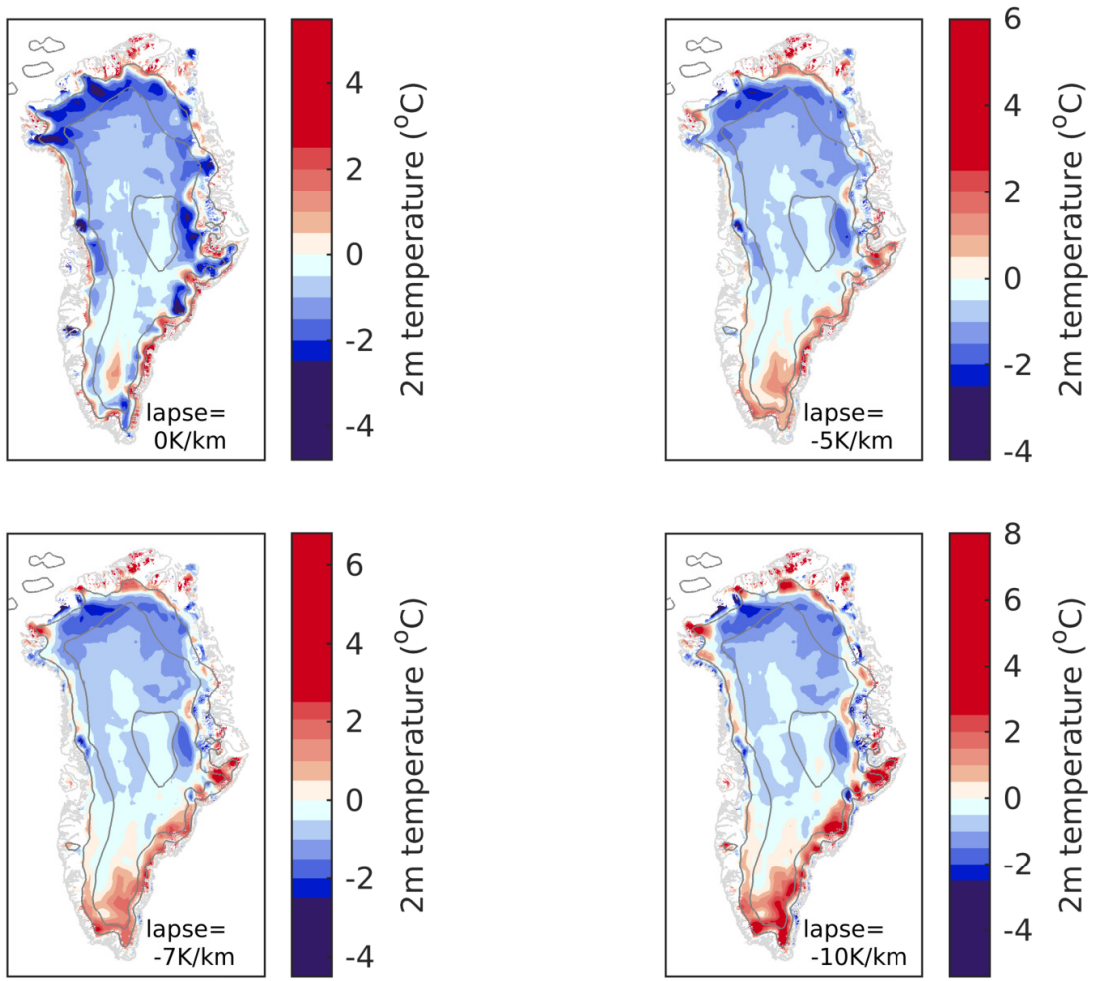 4
2
0
-2
-4
2m temperature (°C)
lapse=
0K/km
6
4
2
0
-2
-4
2m temperature (°C)
lapse=
-5K/km
6
4
2
0
-2
-4
2m temperature (°C)
lapse=
-7K/km
8
6
4
2
0
-2
-4
2m temperature (°C)
lapse=
-10K/km